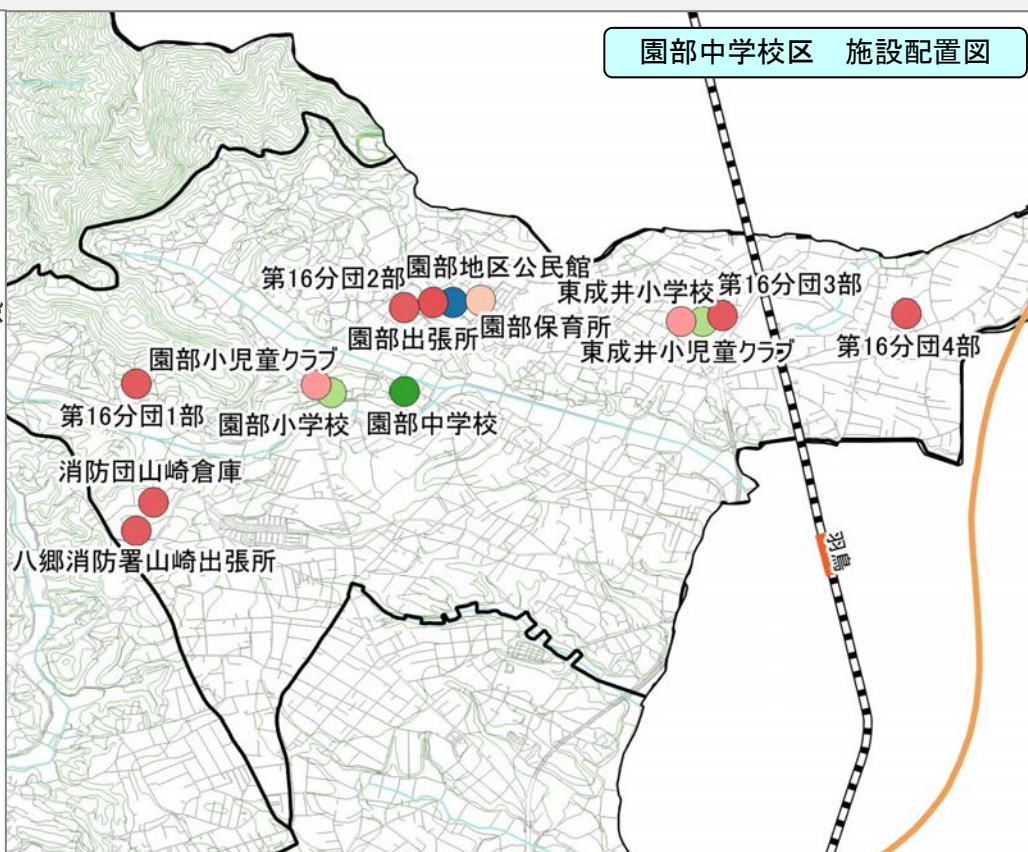 園部中学校区　施設配置図
第16分団2部
園部地区公民館
園部出張所
園部保育所
東成井小学校
第16分団3部
東成井小児童クラブ
第16分団4部
園部小児童クラブ
第16分団1部
園部小学校
園部中学校
消防団山崎倉庫
八郷消防署山崎出張所
羽鳥